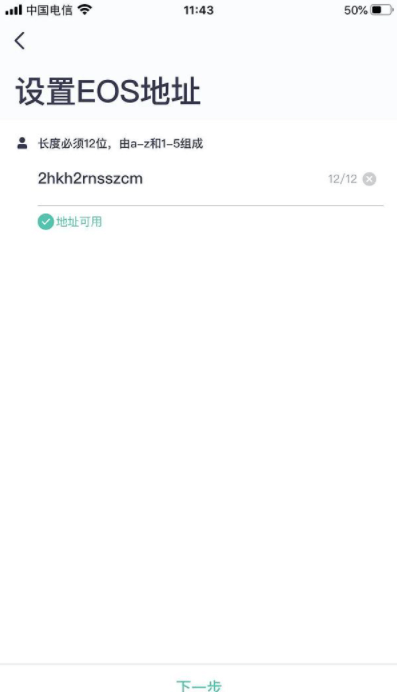 中国电信 11:43 50%
设置EOS地址
长度必须12位，由a-z和1-5组成
2hkh2rnsszcm 12/12
地址可用
下一步